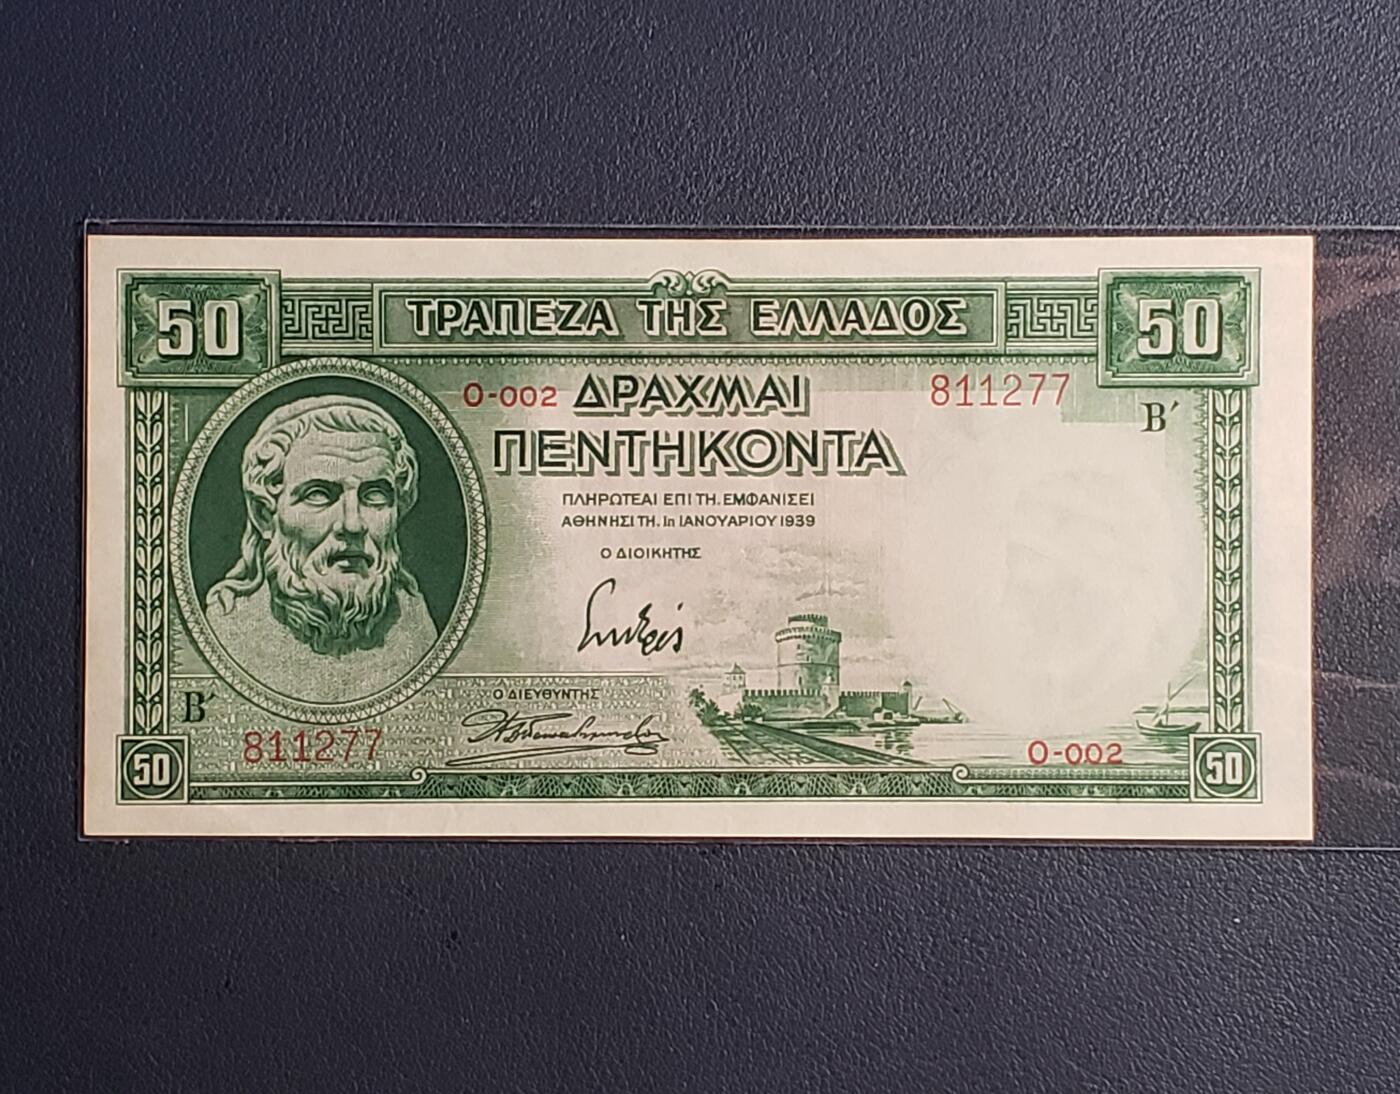 50 ΤΡΑΠΕΖΑ ΤΗΣ ΕΛΛΑΔΟΣ 50
Ο-002 ΔΡΑΧΜΑΙ 811277
Β΄
ΠΕΝΤΗΚΟΝΤΑ
ΠΛΗΡΩΤΕΑΙ ΕΠΙ ΤΗ, ΕΜΦΑΝΙΣΕΙ
ΑΘΗΝΗΣΙ ΤΗ, 1η ΙΑΝΟΥΑΡΙΟΥ 1939
Ο ΔΙΟΙΚΗΤΗΣ
Ο ΔΙΕΥΘΥΝΤΗΣ
Β΄
811277 Ο-002
50 50